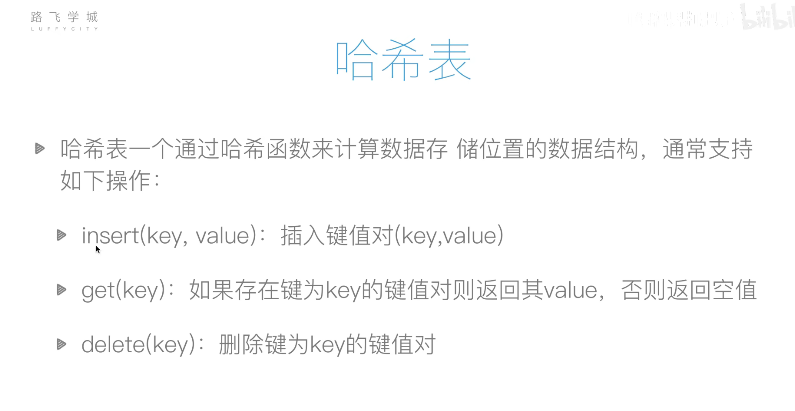 路飞学城
LUFFYCITY
bilibili
哈希表
哈希表一个通过哈希函数来计算数据存 储位置的数据结构，通常支持
如下操作：
insert(key, value)：插入键值对(key,value)
get(key)：如果存在键为key的键值对则返回其value，否则返回空值
delete(key)：删除键为key的键值对